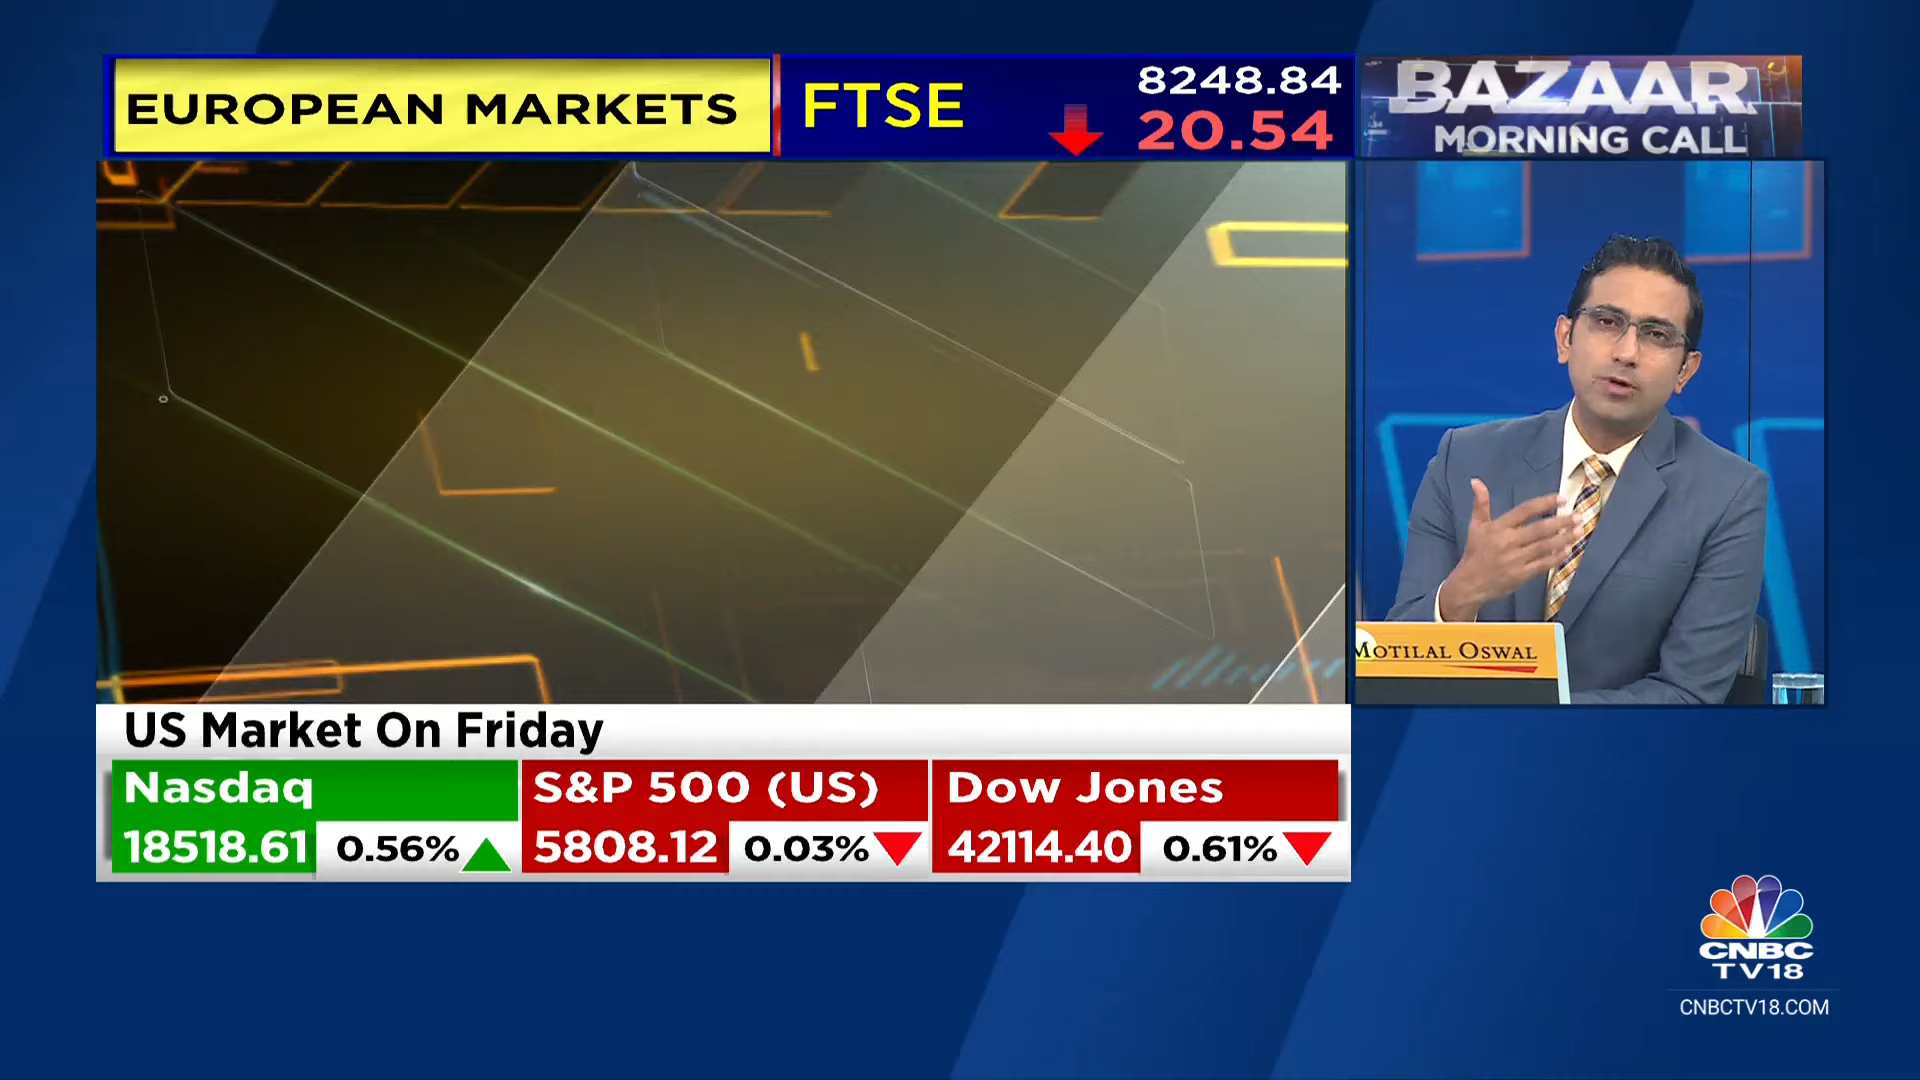 EUROPEAN MARKETS
FTSE
8248.84
20.54
BAZAAR
MORNING CALL
MOTILAL OSWAL
US Market On Friday
Nasdaq
18518.61
0.56%
S&P 500 (US)
5808.12
0.03%
Dow Jones
42114.40
0.61%
CNBC
TV18
CNBCTV18.COM